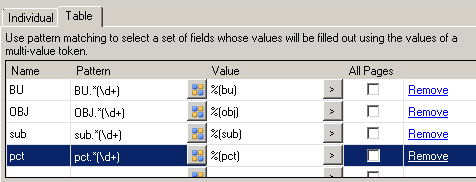 Individual Table
Use pattern matching to select a set of fields whose values will be filled out using the values of a
multi-value token.
Name Pattern Value All Pages
BU BU.*(\d+) %(bu) > Remove
OBJ OBJ.*(\d+) %(obj) > Remove
sub sub.*(\d+) %(sub) > Remove
pct pct.*(\d+) %(pct) > Remove